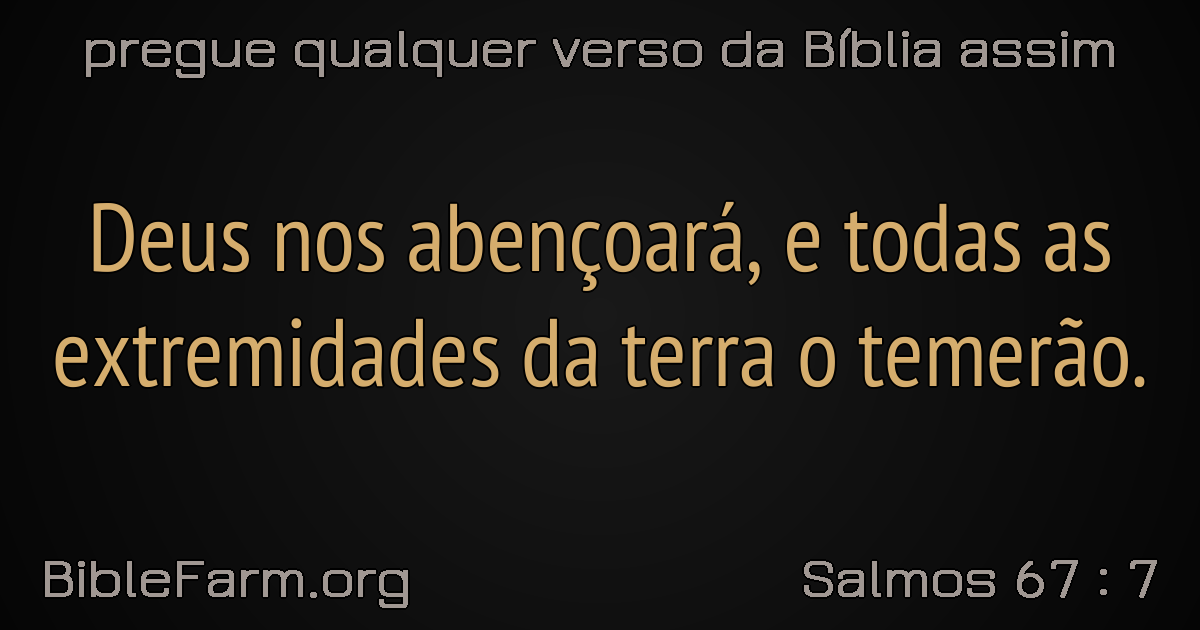 pregue qualquer verso da Bíblia assim
Deus nos abençoará, e todas as
extremidades da terra o temerão.
BibleFarm.org
Salmos 67 : 7